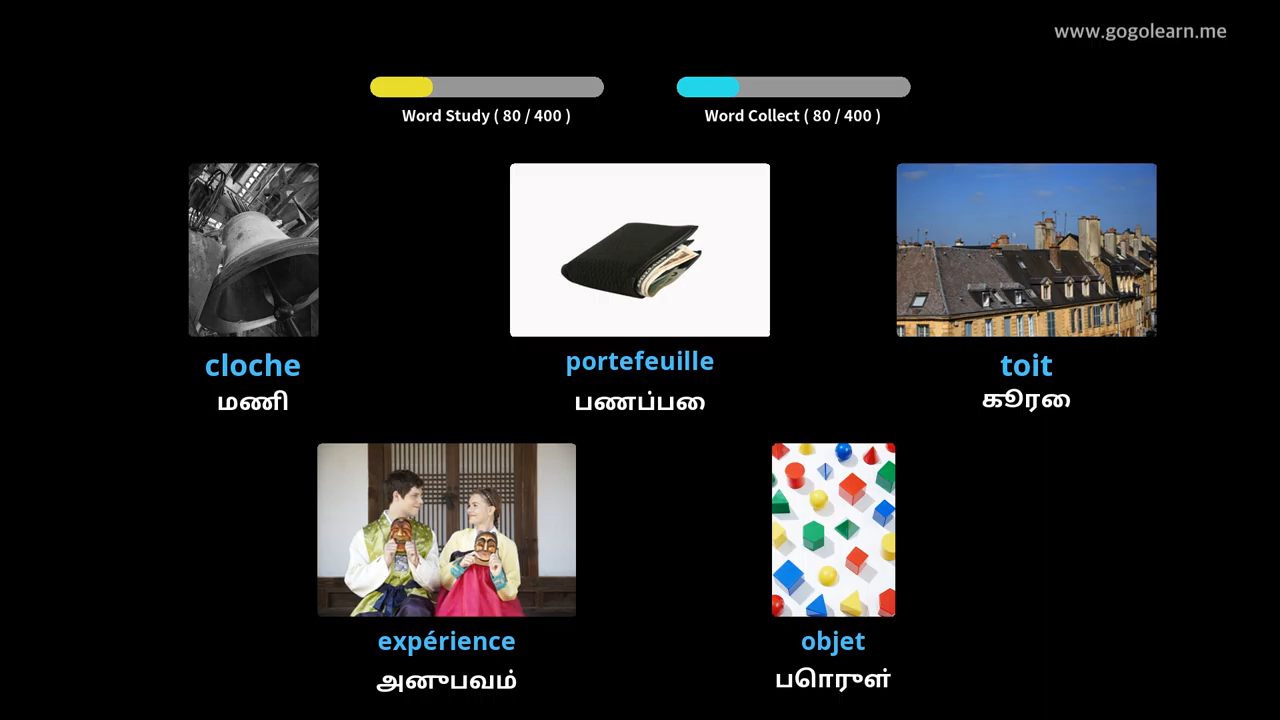 www.gogolearn.me
Word Study ( 80 / 400 )
Word Collect ( 80 / 400 )
cloche
portefeuille
toit
மணி
பணப்பை
கூரை
expérience
objet
அனுபவம்
பொருள்